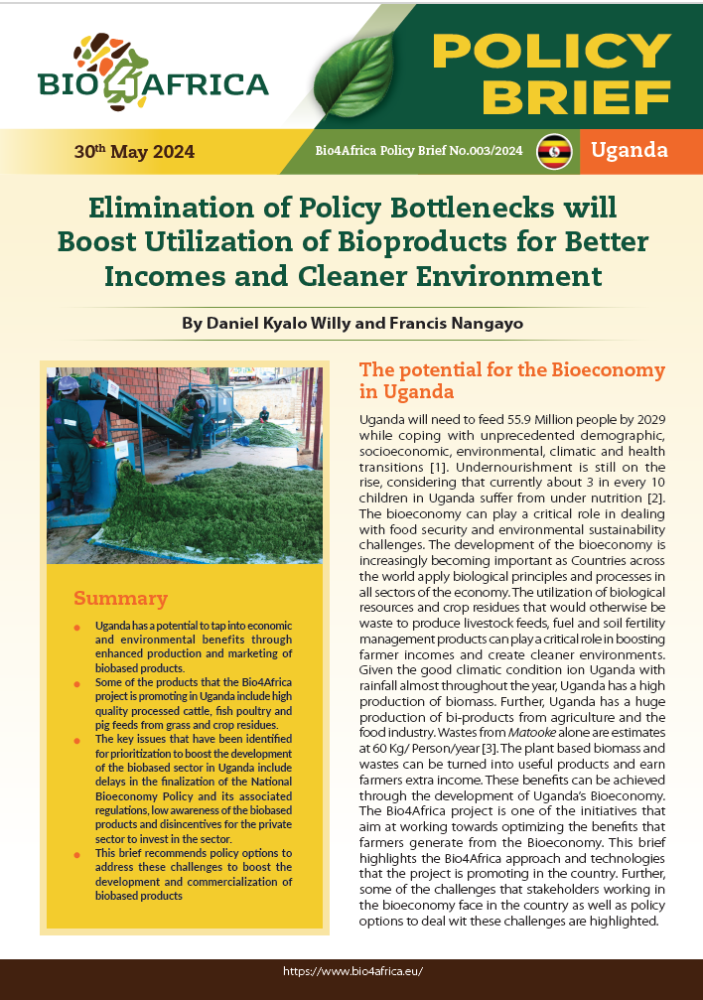 BIO4AFRICA
POLICY
BRIEF
30th May 2024
Bio4Africa Policy Brief No.003/2024
Uganda
Elimination of Policy Bottlenecks will
Boost Utilization of Bioproducts for Better
Incomes and Cleaner Environment
By Daniel Kyalo Willy and Francis Nangayo
Summary
• Uganda has a potential to tap into economic
and environmental benefits through
enhanced production and marketing of
biobased products.
• Some of the products that the Bio4Africa
project is promoting in Uganda include high
quality processed cattle, fish poultry and
pig feeds from grass and crop residues.
• The key issues that have been identified
for prioritization to boost the development
of the biobased sector in Uganda include
delays in the finalization of the National
Bioeconomy Policy and its associated
regulations, low awareness of the biobased
products and disincentives for the private
sector to invest in the sector.
• This brief recommends policy options to
address these challenges to boost the
development and commercialization of
biobased products
The potential for the Bioeconomy
in Uganda
Uganda will need to feed 55.9 Million people by 2029
while coping with unprecedented demographic,
socioeconomic, environmental, climatic and health
transitions [1]. Undernourishment is still on the
rise, considering that currently about 3 in every 10
children in Uganda suffer from under nutrition [2].
The bioeconomy can play a critical role in dealing
with food security and environmental sustainability
challenges. The development of the bioeconomy is
increasingly becoming important as Countries across
the world apply biological principles and processes in
all sectors of the economy. The utilization of biological
resources and crop residues that would otherwise be
waste to produce livestock feeds, fuel and soil fertility
management products can play a critical role in boosting
farmer incomes and create cleaner environments.
Given the good climatic condition ion Uganda with
rainfall almost throughout the year, Uganda has a high
production of biomass. Further, Uganda has a huge
production of bi-products from agriculture and the
food industry. Wastes from Matooke alone are estimates
at 60 Kg/ Person/year [3]. The plant based biomass and
wastes can be turned into useful products and earn
farmers extra income. These benefits can be achieved
through the development of Uganda's Bioeconomy.
The Bio4Africa project is one of the initiatives that
aim at working towards optimizing the benefits that
farmers generate from the Bioeconomy. This brief
highlights the Bio4Africa approach and technologies
that the project is promoting in the country. Further,
some of the challenges that stakeholders working in
the bioeconomy face in the country as well as policy
options to deal wit these challenges are highlighted.
https://www.bio4africa.eu/